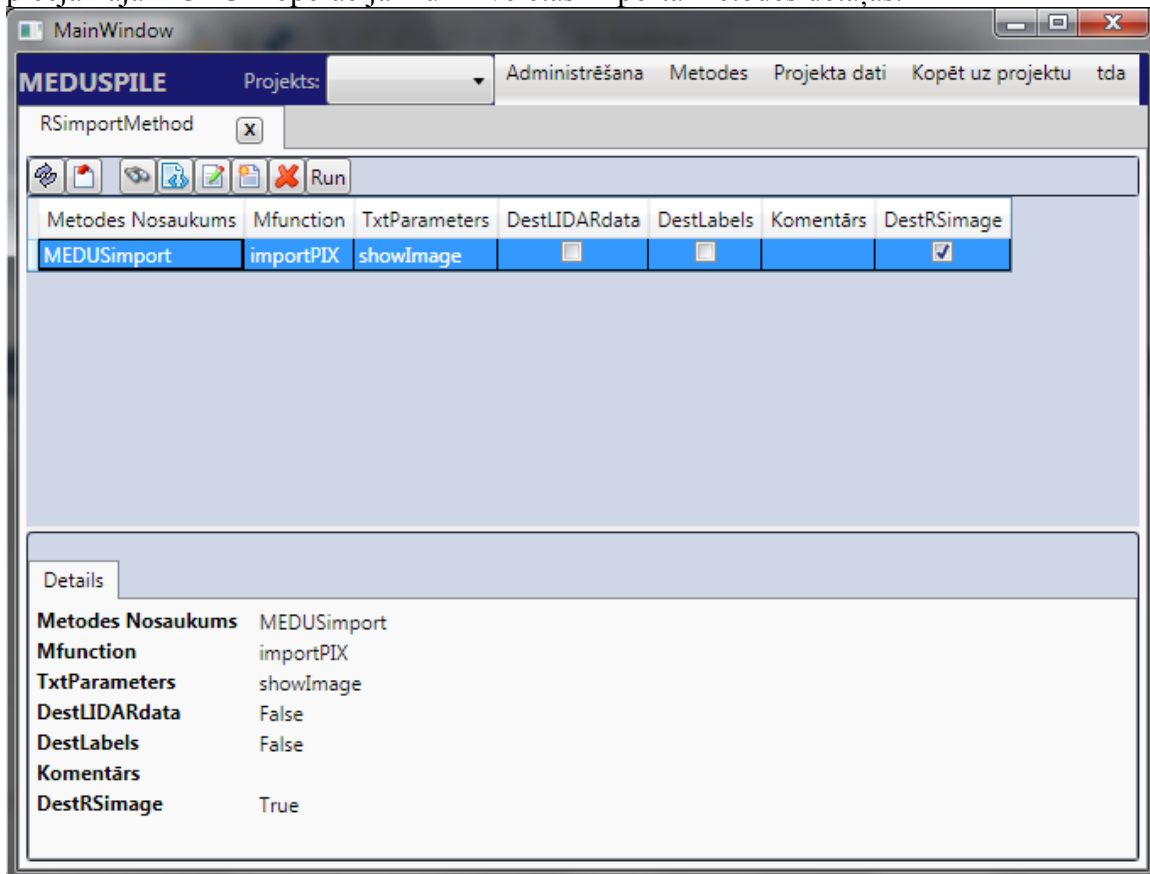 MainWindow
MEDUSPILE Projekts: Administrēšana Metodes Projekta dati Kopēt uz projektu tda
RSimportMethod X
Run
Metodes Nosaukums Mfunction TxtParameters DestLIDARdata DestLabels Komentārs DestRSimage
MEDUSimport importPIX showImage
Details
Metodes Nosaukums MEDUSimport
Mfunction importPIX
TxtParameters showImage
DestLIDARdata False
DestLabels False
Komentārs
DestRSimage True